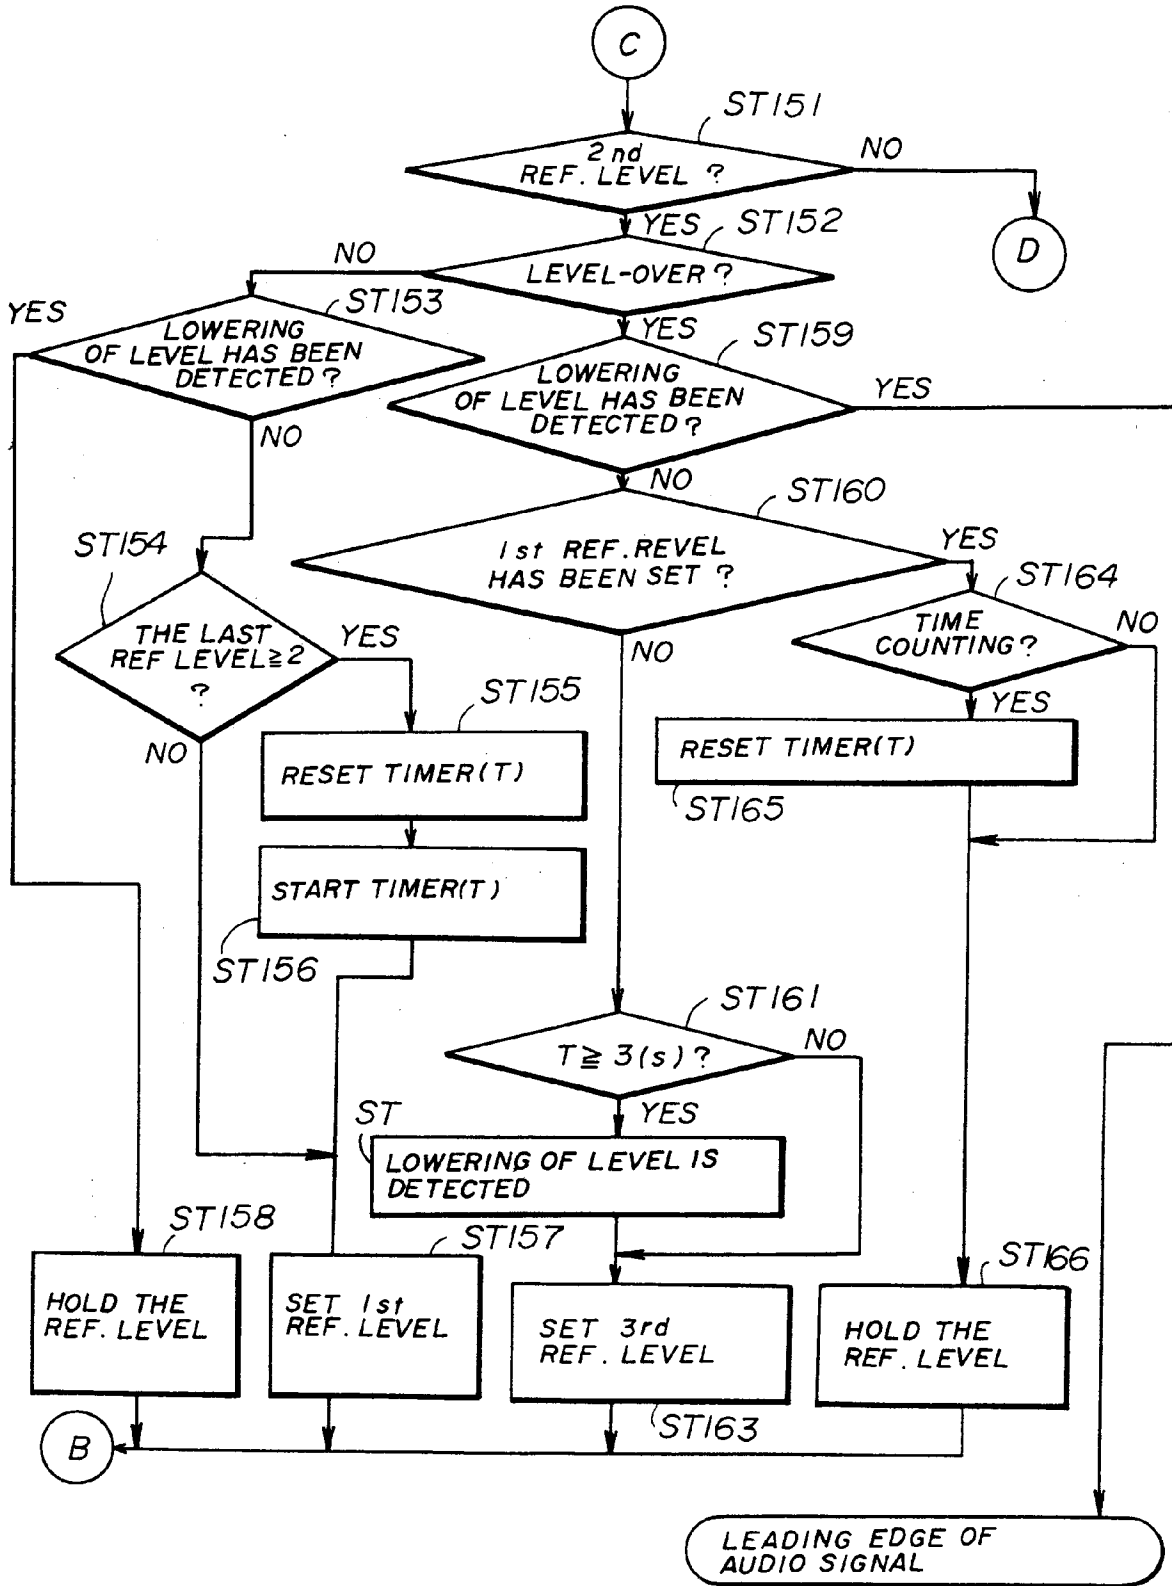 C
ST151
2nd
REF. LEVEL ?
NO
YES
ST152
D
NO
LEVEL-OVER ?
YES
ST153
YES
ST159
LOWERING
OF LEVEL HAS BEEN
DETECTED ?
LOWERING
OF LEVEL HAS BEEN
DETECTED ?
YES
NO
NO
ST160
ST154
1st REF. REVEL
HAS BEEN SET ?
YES
ST164
THE LAST
REF LEVEL≧2
?
YES
NO
TIME
COUNTING?
NO
ST155
YES
NO
RESET TIMER(T)
RESET TIMER(T)
ST165
START TIMER(T)
ST156
ST161
T≧ 3(s) ?
NO
YES
ST
LOWERING OF LEVEL IS
DETECTED
ST158
ST157
ST166
HOLD THE
REF. LEVEL
SET 1st
REF. LEVEL
SET 3rd
REF. LEVEL
HOLD THE
REF. LEVEL
ST163
B
LEADING EDGE OF
AUDIO SIGNAL